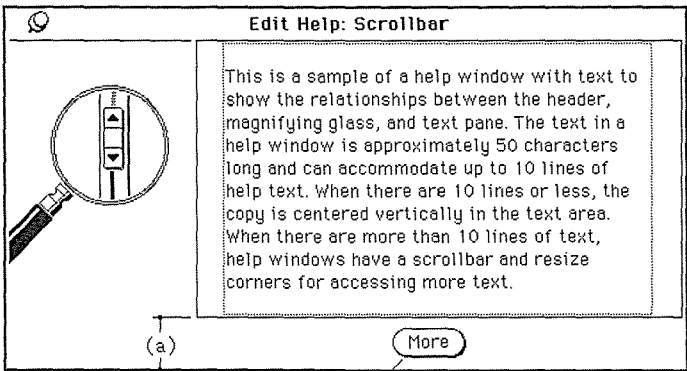 Edit Help: Scrollbar
This is a sample of a help window with text to
show the relationships between the header,
magnifying glass, and text pane. The text in a
help window is approximately 50 characters
long and can accommodate up to 10 lines of
help text. When there are 10 lines or less, the
copy is centered vertically in the text area.
When there are more than 10 lines of text,
help windows have a scrollbar and resize
corners for accessing more text.
(a)
More